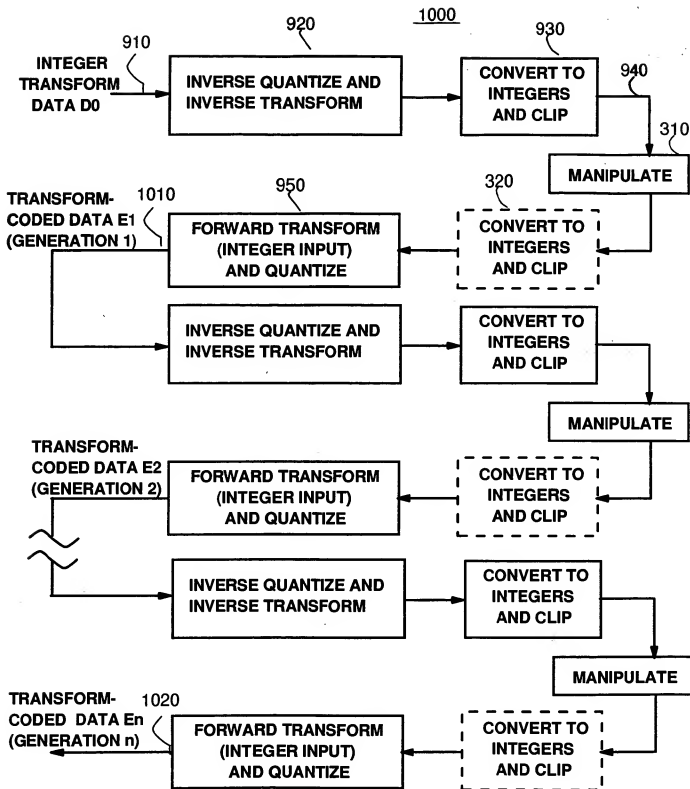 1000
920
930
910
940
INTEGER
TRANSFORM
DATA D0
INVERSE QUANTIZE AND
INVERSE TRANSFORM
CONVERT TO
INTEGERS
AND CLIP
310
MANIPULATE
TRANSFORM-
CODED DATA E1
(GENERATION 1)
1010
950
320
FORWARD TRANSFORM
(INTEGER INPUT)
AND QUANTIZE
CONVERT TO
INTEGERS
AND CLIP
INVERSE QUANTIZE AND
INVERSE TRANSFORM
CONVERT TO
INTEGERS
AND CLIP
MANIPULATE
TRANSFORM-
CODED DATA E2
(GENERATION 2)
FORWARD TRANSFORM
(INTEGER INPUT)
AND QUANTIZE
CONVERT TO
INTEGERS
AND CLIP
INVERSE QUANTIZE AND
INVERSE TRANSFORM
CONVERT TO
INTEGERS
AND CLIP
MANIPULATE
TRANSFORM-
CODED DATA En
(GENERATION n)
1020
FORWARD TRANSFORM
(INTEGER INPUT)
AND QUANTIZE
CONVERT TO
INTEGERS
AND CLIP